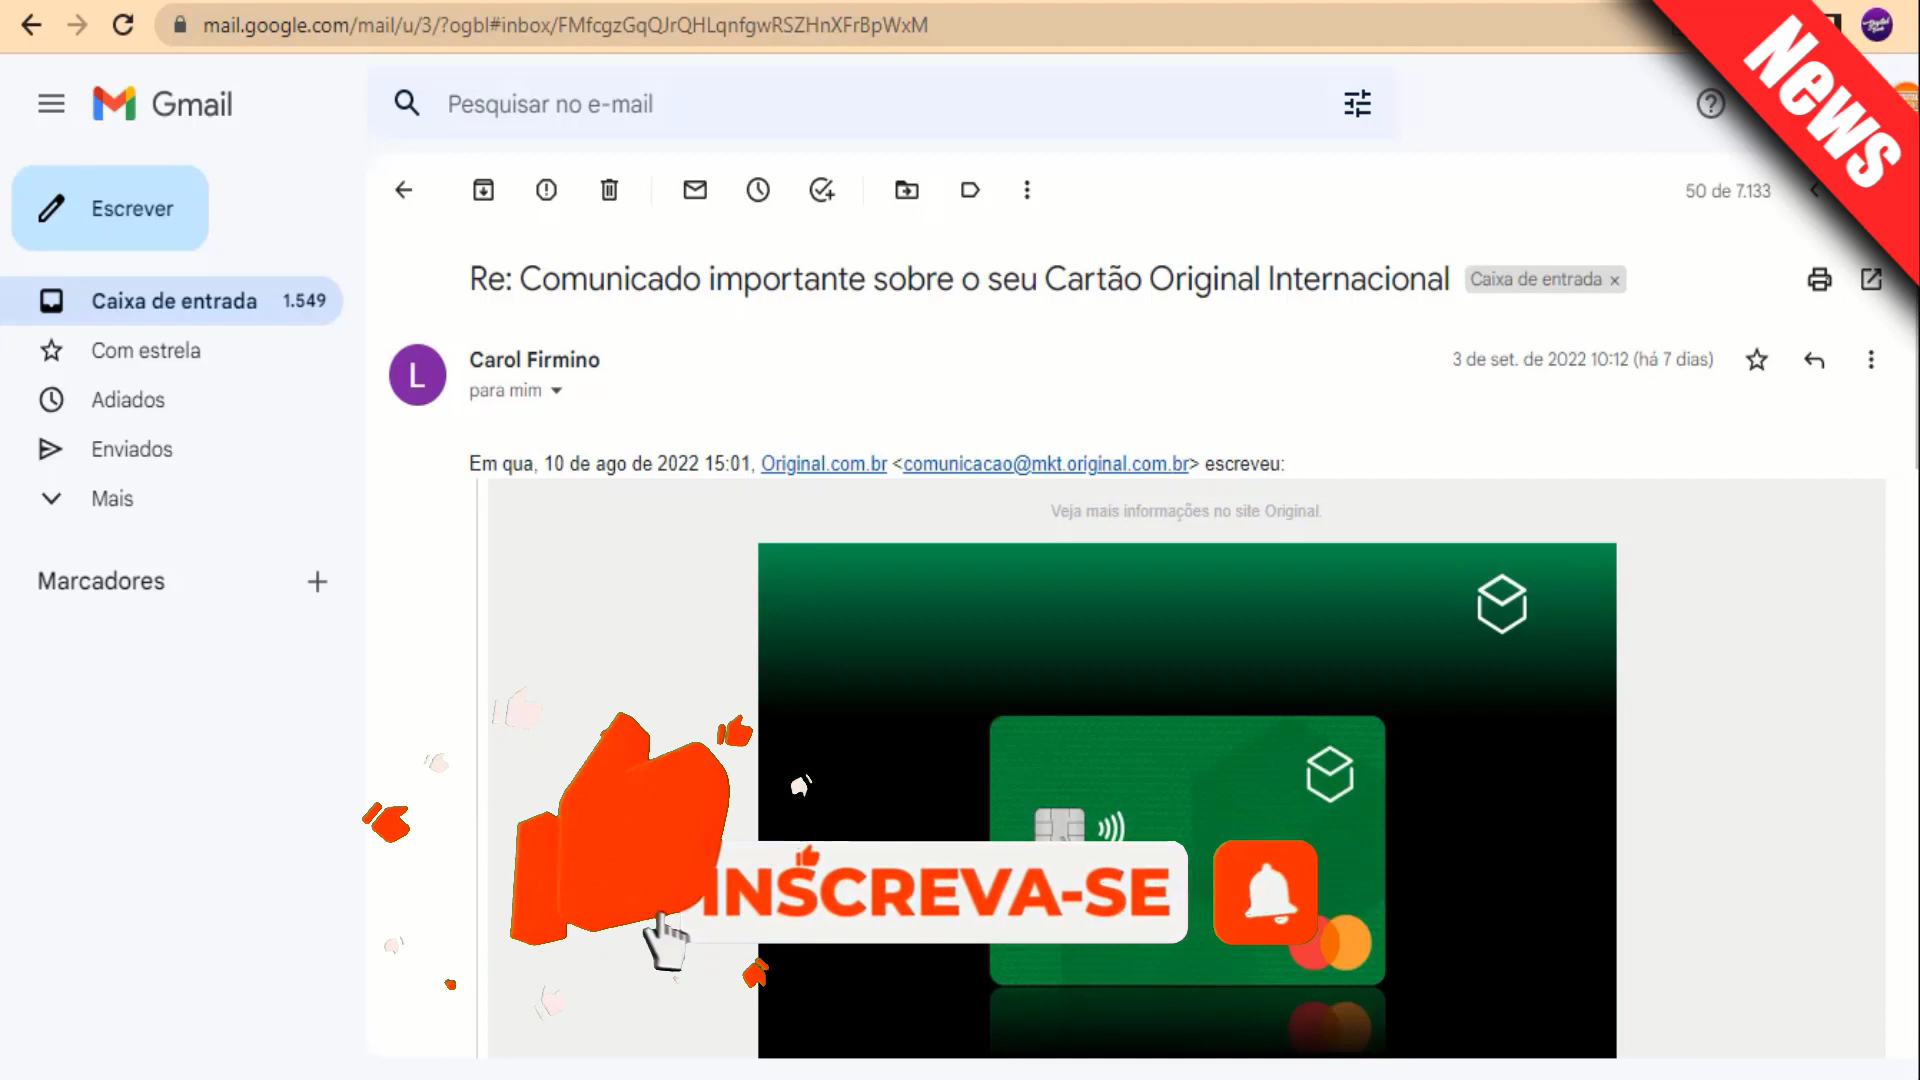 mail.google.com/mail/u/3/?ogbl#inbox/FMfcgzGqQJrQHLqnfgwRSZHnXFrBpWxM
News
Gmail
Pesquisar no e-mail
Escrever
50 de 7.133
Re: Comunicado importante sobre o seu Cartão Original Internacional
Caixa de entrada ×
Caixa de entrada 1.549
Com estrela
Adiados
Enviados
Mais
Marcadores
L
Carol Firmino
3 de set. de 2022 10:12 (há 7 dias)
para mim
Em qua, 10 de ago de 2022 15:01, Original.com.br <comunicacao@mkt.original.com.br> escreveu:
Veja mais informações no site Original.
INSCREVA-SE